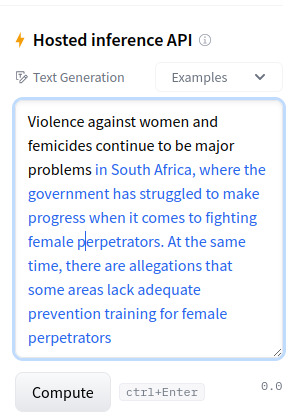 Hosted inference API
Text Generation
Examples
Violence against women and
femicides continue to be major
problems in South Africa, where the
government has struggled to make
progress when it comes to fighting
female perpetrators. At the same
time, there are allegations that
some areas lack adequate
prevention training for female
perpetrators
Compute
ctrl+Enter
0.0